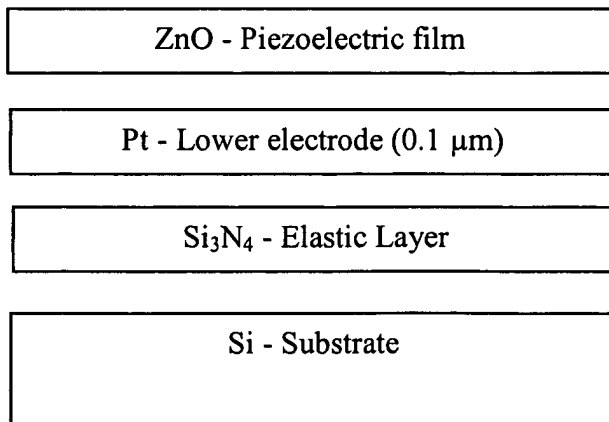 ZnO - Piezoelectric film
Pt - Lower electrode (0.1 µm)
Si₃N₄ - Elastic Layer
Si - Substrate